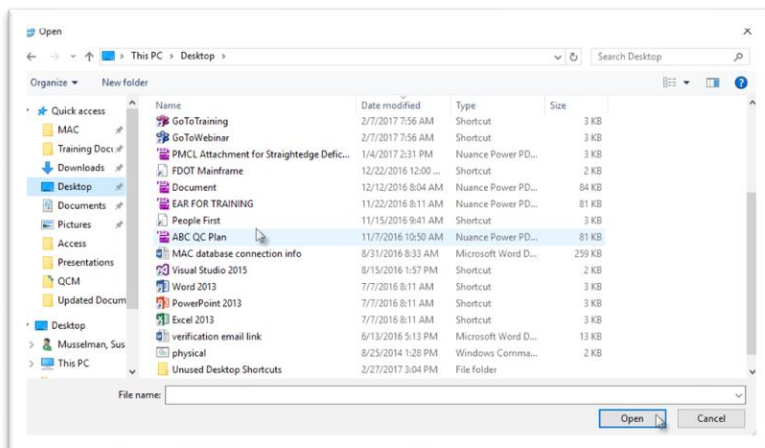 Open
This PC > Desktop >
Search Desktop
Organize New folder
Name Date modified Type Size
Quick access
MAC
Training Docu
Downloads
Desktop
Documents
Pictures
Access
Presentations
QCM
Updated Docum
Desktop
Musselman, Sus
This PC
GoToTraining 2/7/2017 7:56 AM Shortcut 3 KB
GoToWebinar 2/7/2017 7:56 AM Shortcut 3 KB
PMCL Attachment for Straightedge Defic... 1/4/2017 2:31 PM Nuance Power PD... 3 KB
FDOT Mainframe 12/22/2016 12:00 ... Shortcut 2 KB
Document 12/12/2016 8:04 AM Nuance Power PD... 84 KB
EAR FOR TRAINING 11/22/2016 8:11 AM Nuance Power PD... 81 KB
People First 11/15/2016 9:41 AM Shortcut 3 KB
ABC QC Plan 11/7/2016 10:50 AM Nuance Power PD... 81 KB
MAC database connection info 8/31/2016 8:33 AM Microsoft Word D... 259 KB
Visual Studio 2015 8/15/2016 1:57 PM Shortcut 2 KB
Word 2013 7/7/2016 8:11 AM Shortcut 3 KB
PowerPoint 2013 7/7/2016 8:11 AM Shortcut 3 KB
Excel 2013 7/7/2016 8:11 AM Shortcut 3 KB
verification email link 6/13/2016 5:13 PM Microsoft Word D... 13 KB
physical 8/25/2014 1:28 PM Windows Comma... 2 KB
Unused Desktop Shortcuts 2/27/2017 3:04 PM File folder
File name:
Open Cancel